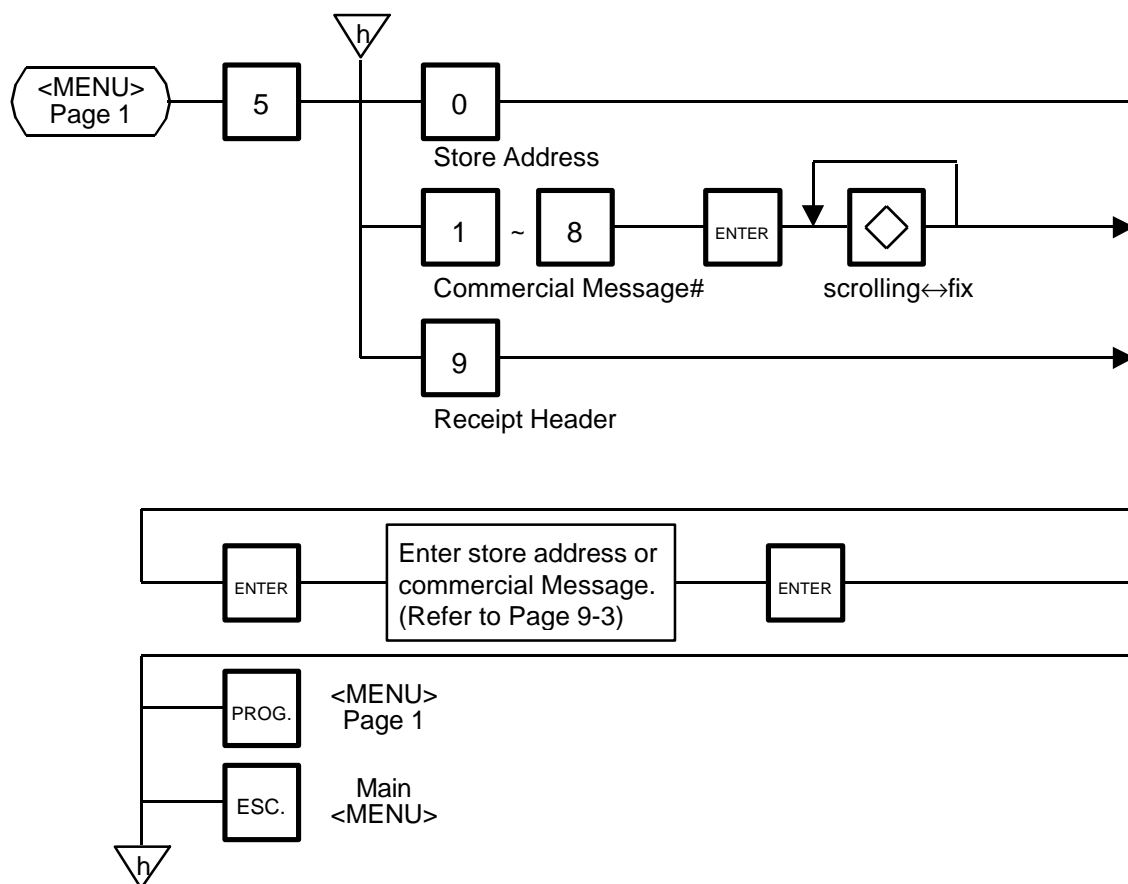 h
<MENU>
Page 1
5
0
Store Address
1 ~ 8
ENTER
Commercial Message#
scrolling↔fix
9
Receipt Header
ENTER
Enter store address or
commercial Message.
(Refer to Page 9-3)
ENTER
PROG.
<MENU>
Page 1
ESC.
Main
<MENU>
h